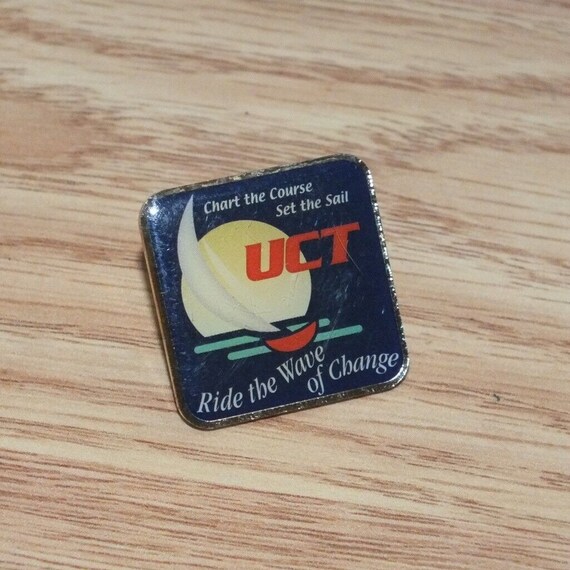 Chart the Course
Set the Sail
UCT
Ride the Wave
of Change